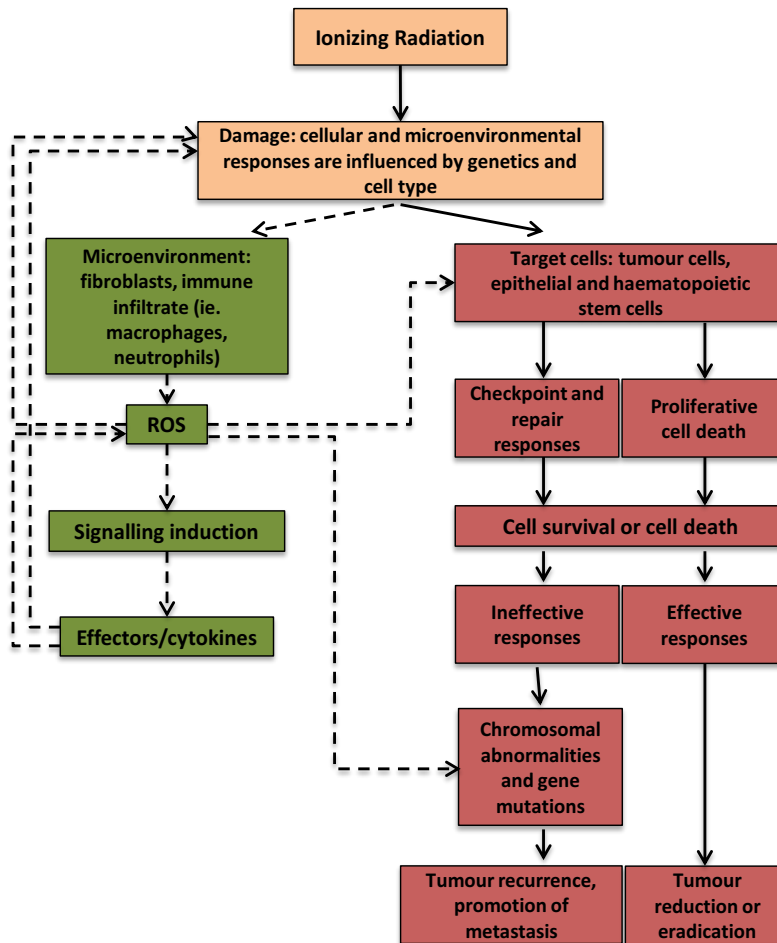 Ionizing Radiation
Damage: cellular and microenvironmental
responses are influenced by genetics and
cell type
Microenvironment:
fibroblasts, immune
infiltrate (ie.
macrophages,
neutrophils)
Target cells: tumour cells,
epithelial and haematopoietic
stem cells
ROS
Checkpoint and
repair
responses
Proliferative
cell death
Signalling induction
Cell survival or cell death
Effectors/cytokines
Ineffective
responses
Effective
responses
Chromosomal
abnormalities
and gene
mutations
Tumour recurrence,
promotion of
metastasis
Tumour
reduction or
eradication